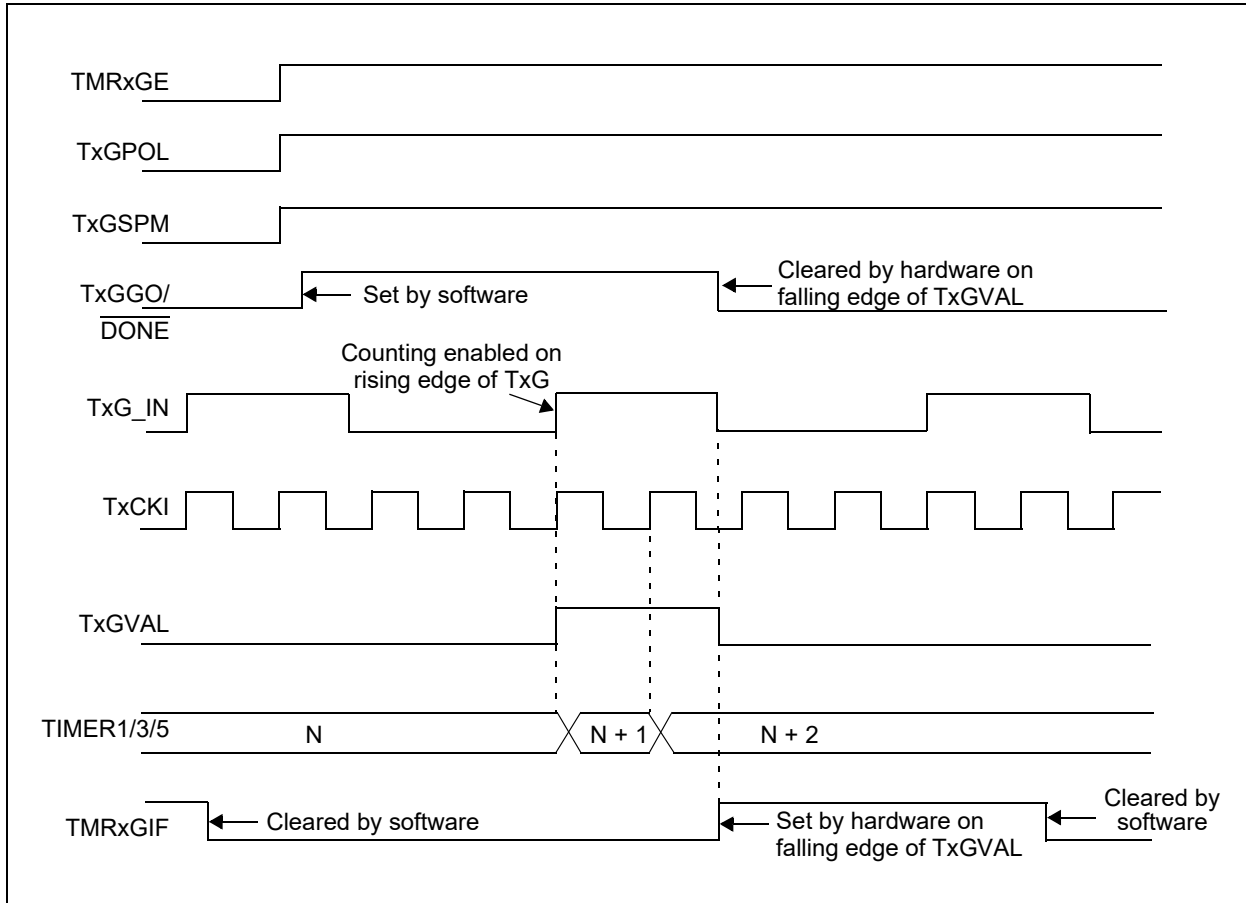 TMRxGE
TxGPOL
TxGSPM
TxGGO/
DONE
Set by software
Cleared by hardware on
falling edge of TxGVAL
Counting enabled on
rising edge of TxG
TxG_IN
TxCKI
TxGVAL
TIMER1/3/5
N
N + 1
N + 2
TMRxGIF
Cleared by software
Set by hardware on
falling edge of TxGVAL
Cleared by
software